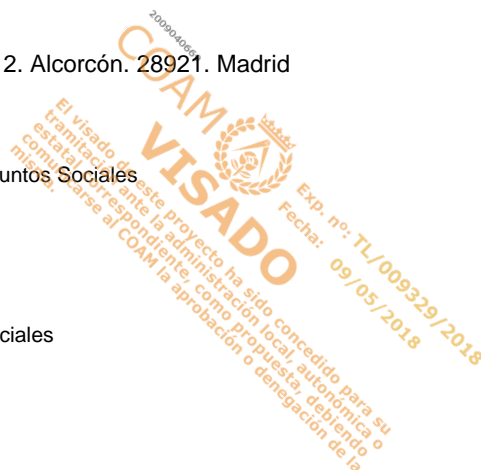 2. Alcorcón. 28921. Madrid
untos Sociales
ciales
COAM
VISADO
Exp. nº: TL/009329/2018
Fecha: 09/05/2018
El visado de este proyecto ha sido concedido para su
tramitación ante la administración local, autonómica o
estatal correspondiente, como propuesta, debiendo
comunicarse al COAM la aprobación o denegación de la
misma.